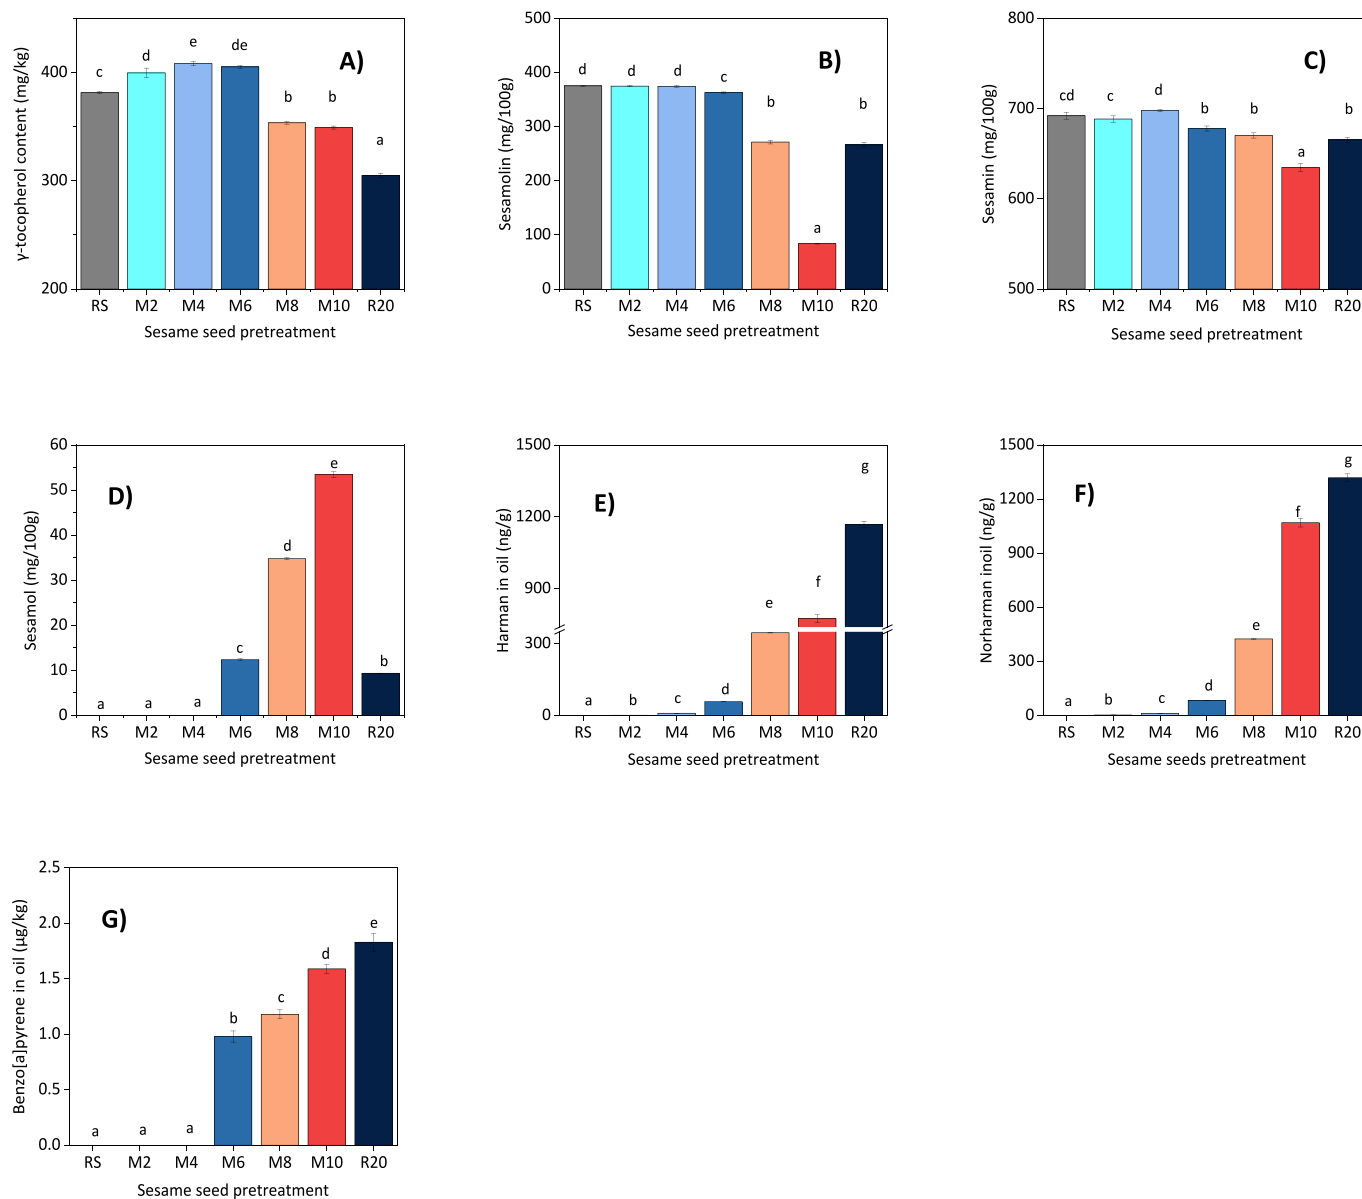 A)
γ-tocopherol content (mg/kg)
400
300
200
c
d
e
de
b
b
a
RS M2 M4 M6 M8 M10 R20
Sesame seed pretreatment
B)
Sesamolin (mg/100g)
500
400
300
200
100
0
d
d
d
c
b
a
b
RS M2 M4 M6 M8 M10 R20
Sesame seed pretreatment
C)
Sesamin (mg/100g)
800
700
600
500
cd
c
d
b
b
a
b
RS M2 M4 M6 M8 M10 R20
Sesame seed pretreatment
D)
Sesamol (mg/100g)
60
50
40
30
20
10
0
a
a
a
c
d
e
b
RS M2 M4 M6 M8 M10 R20
Sesame seed pretreatment
E)
Harman in oil (ng/g)
1500
1200
900
300
0
a
b
c
d
e
f
g
RS M2 M4 M6 M8 M10 R20
Sesame seed pretreatment
F)
Norharman inoil (ng/g)
1500
1200
900
600
300
0
a
b
c
d
e
f
g
RS M2 M4 M6 M8 M10 R20
Sesame seeds pretreatment
G)
Benzo[a]pyrene in oil (µg/kg)
2.5
2.0
1.5
1.0
0.5
0.0
a
a
a
b
c
d
e
RS M2 M4 M6 M8 M10 R20
Sesame seed pretreatment